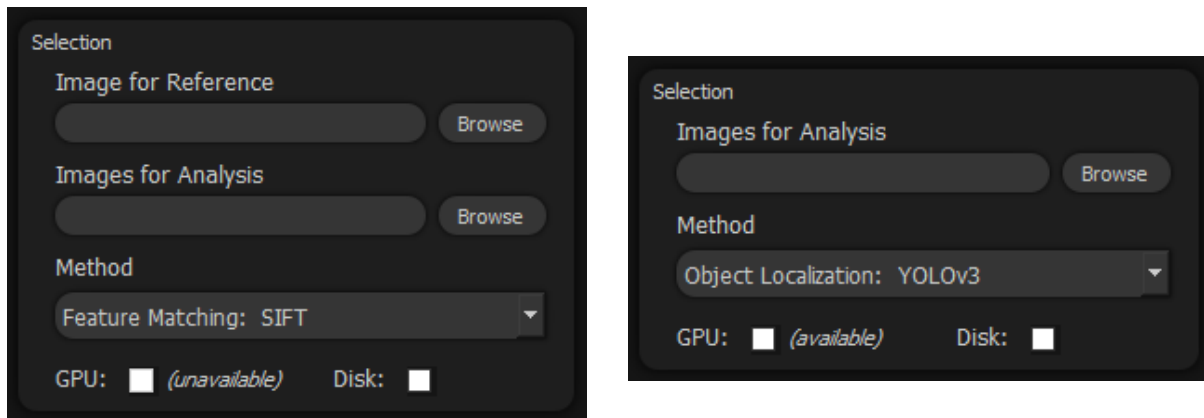 Selection
Image for Reference
Browse
Images for Analysis
Browse
Method
Feature Matching: SIFT
GPU: (unavailable) Disk:
Selection
Images for Analysis
Browse
Method
Object Localization: YOLOv3
GPU: (available) Disk: